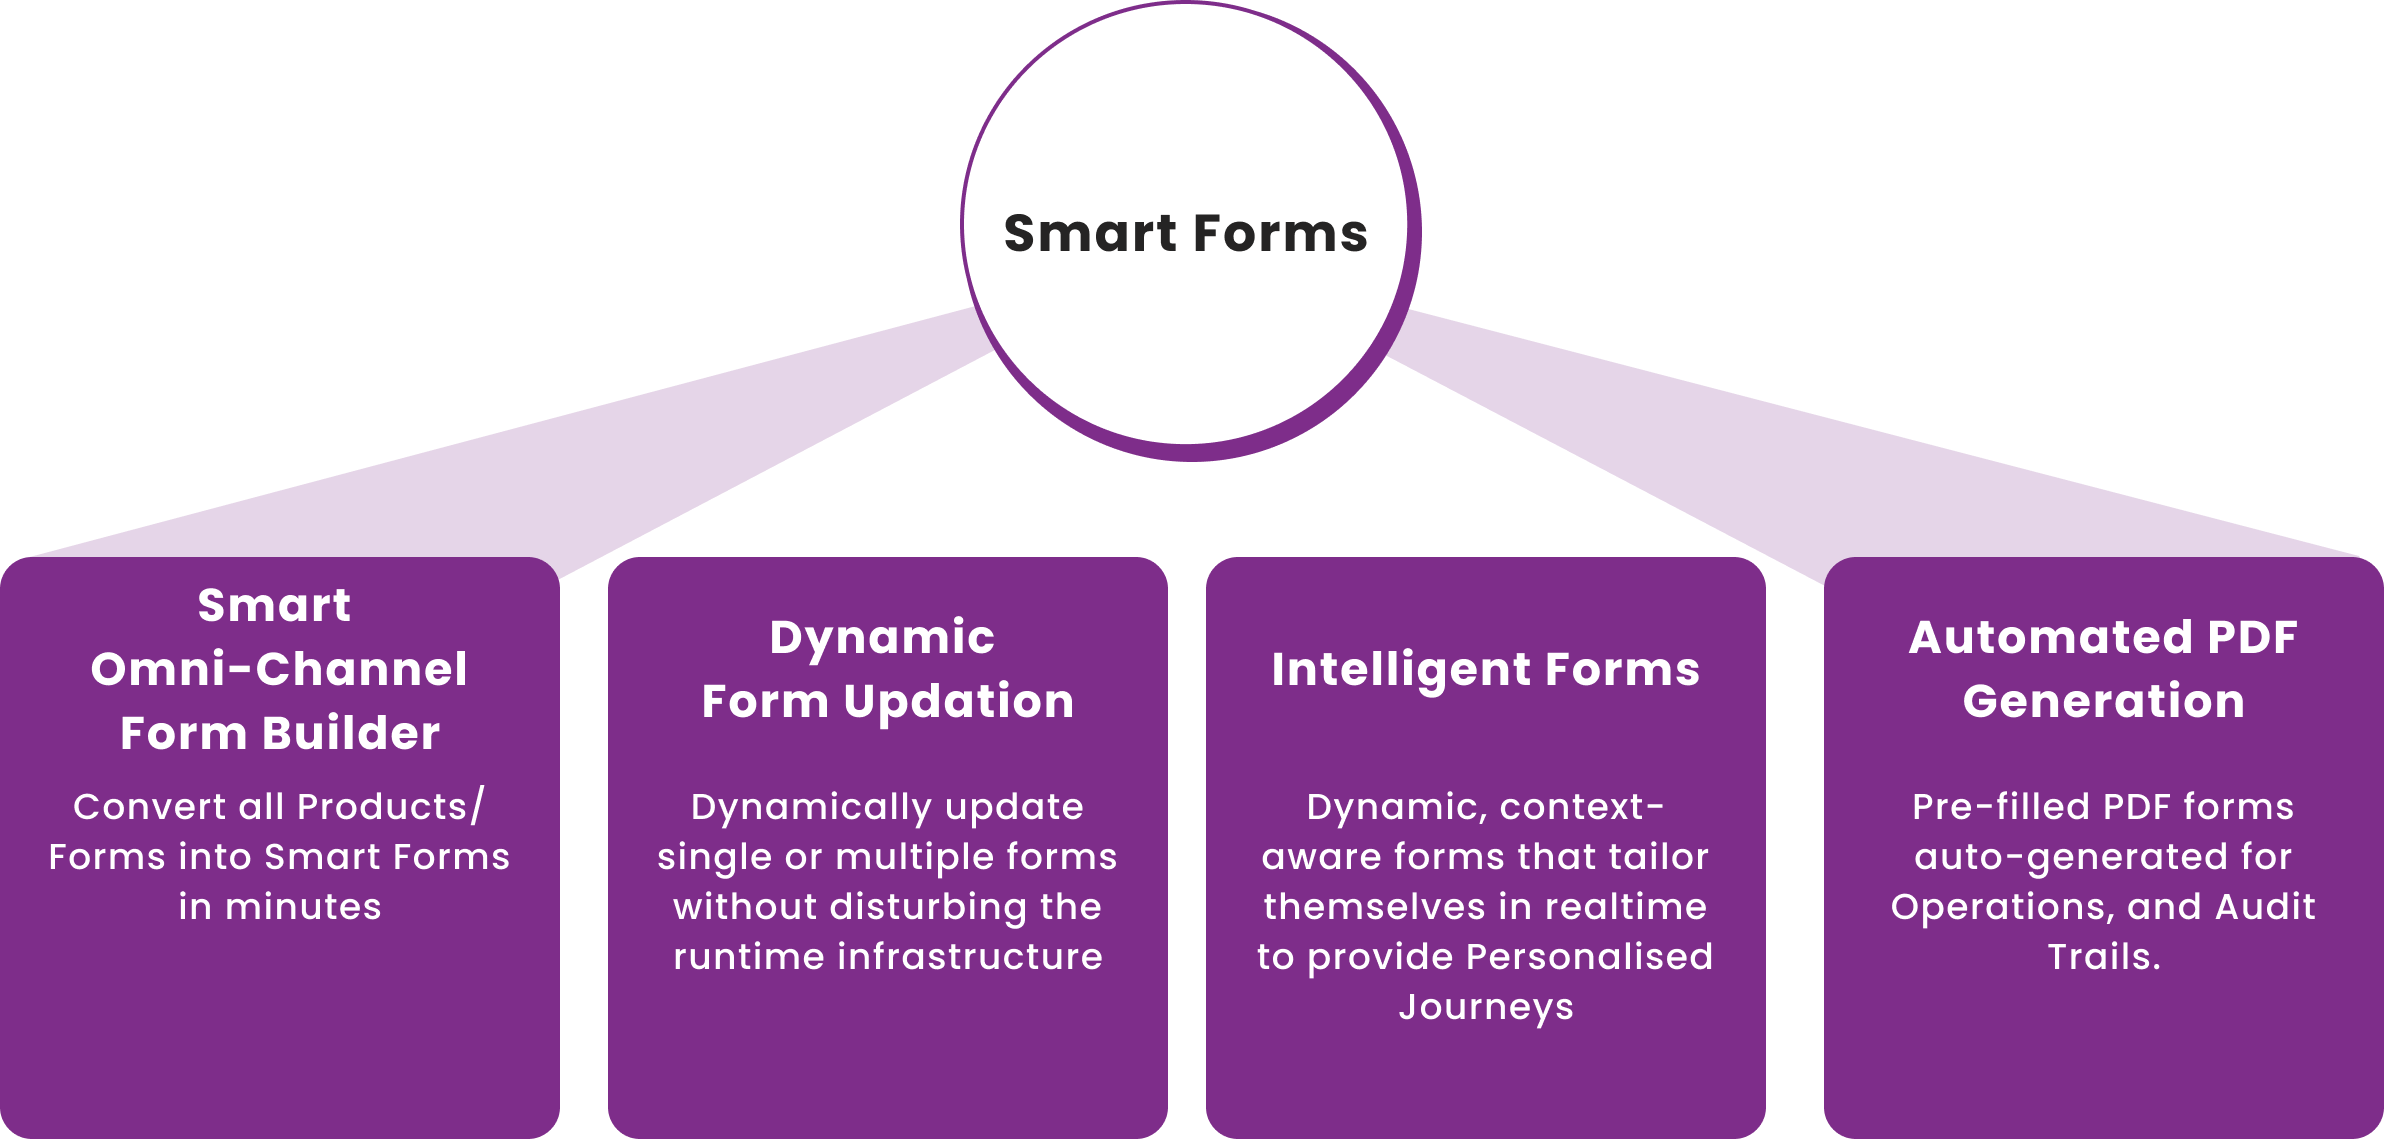 Smart Forms
Smart
Omni-Channel
Form Builder
Convert all Products/
Forms into Smart Forms
in minutes
Dynamic
Form Updation
Dynamically update
single or multiple forms
without disturbing the
runtime infrastructure
Intelligent Forms
Dynamic, context-
aware forms that tailor
themselves in realtime
to provide Personalised
Journeys
Automated PDF
Generation
Pre-filled PDF forms
auto-generated for
Operations, and Audit
Trails.